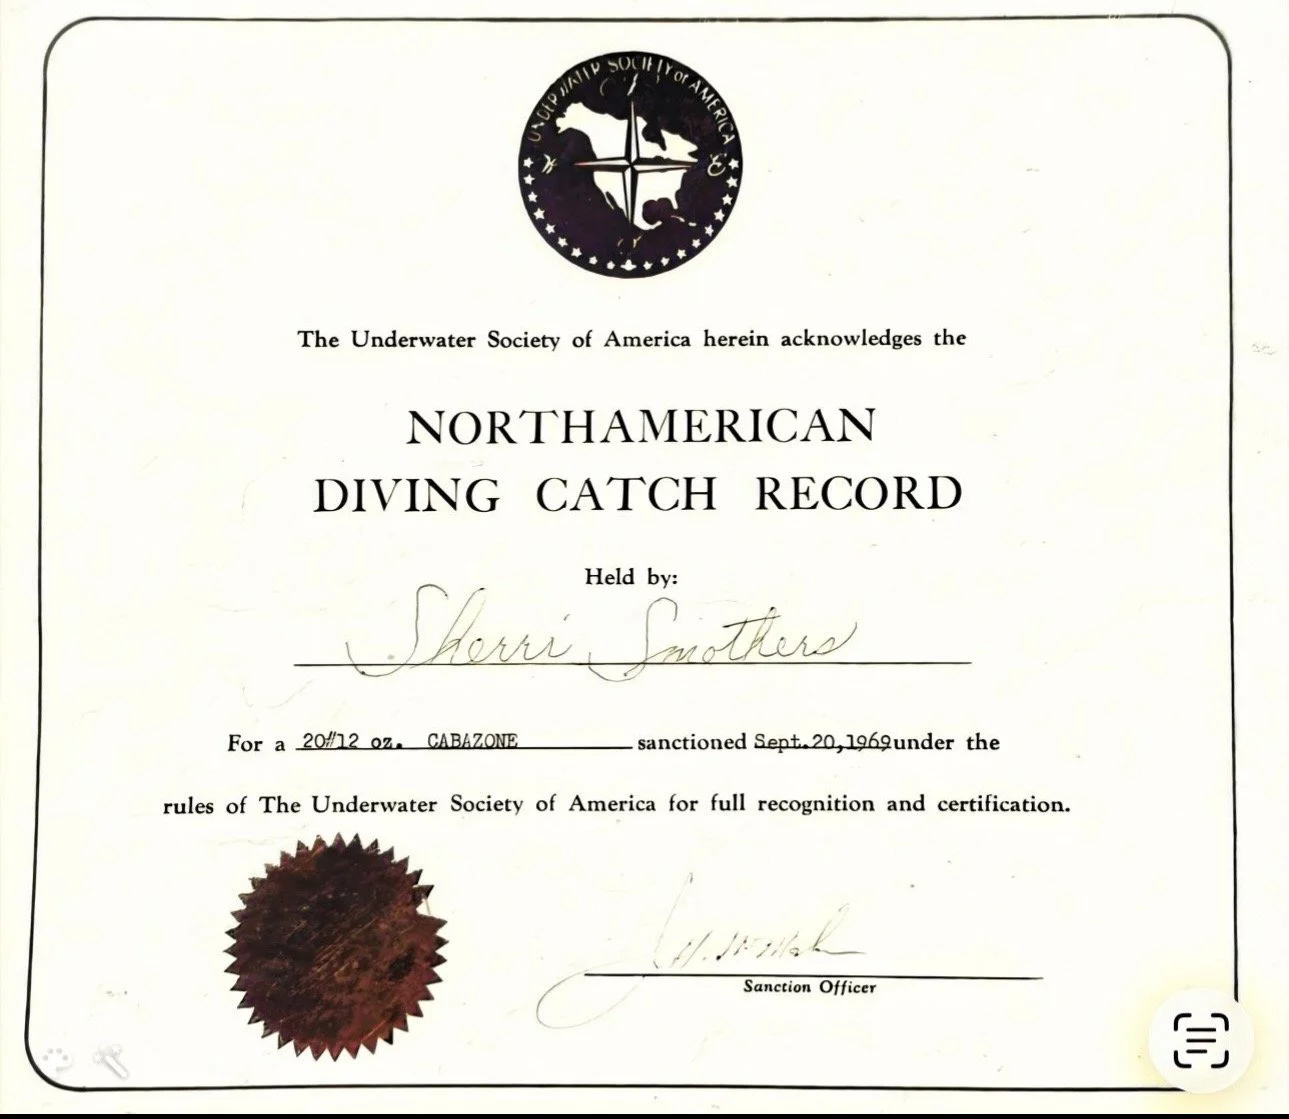 UNDERWATER SOCIETY of AMERICA
The Underwater Society of America herein acknowledges the
NORTHAMERICAN
DIVING CATCH RECORD
Held by:
Sherri Smothers
For a 20#12 oz. CABAZONE sanctioned Sept.20,1969under the
rules of The Underwater Society of America for full recognition and certification.
Sanction Officer